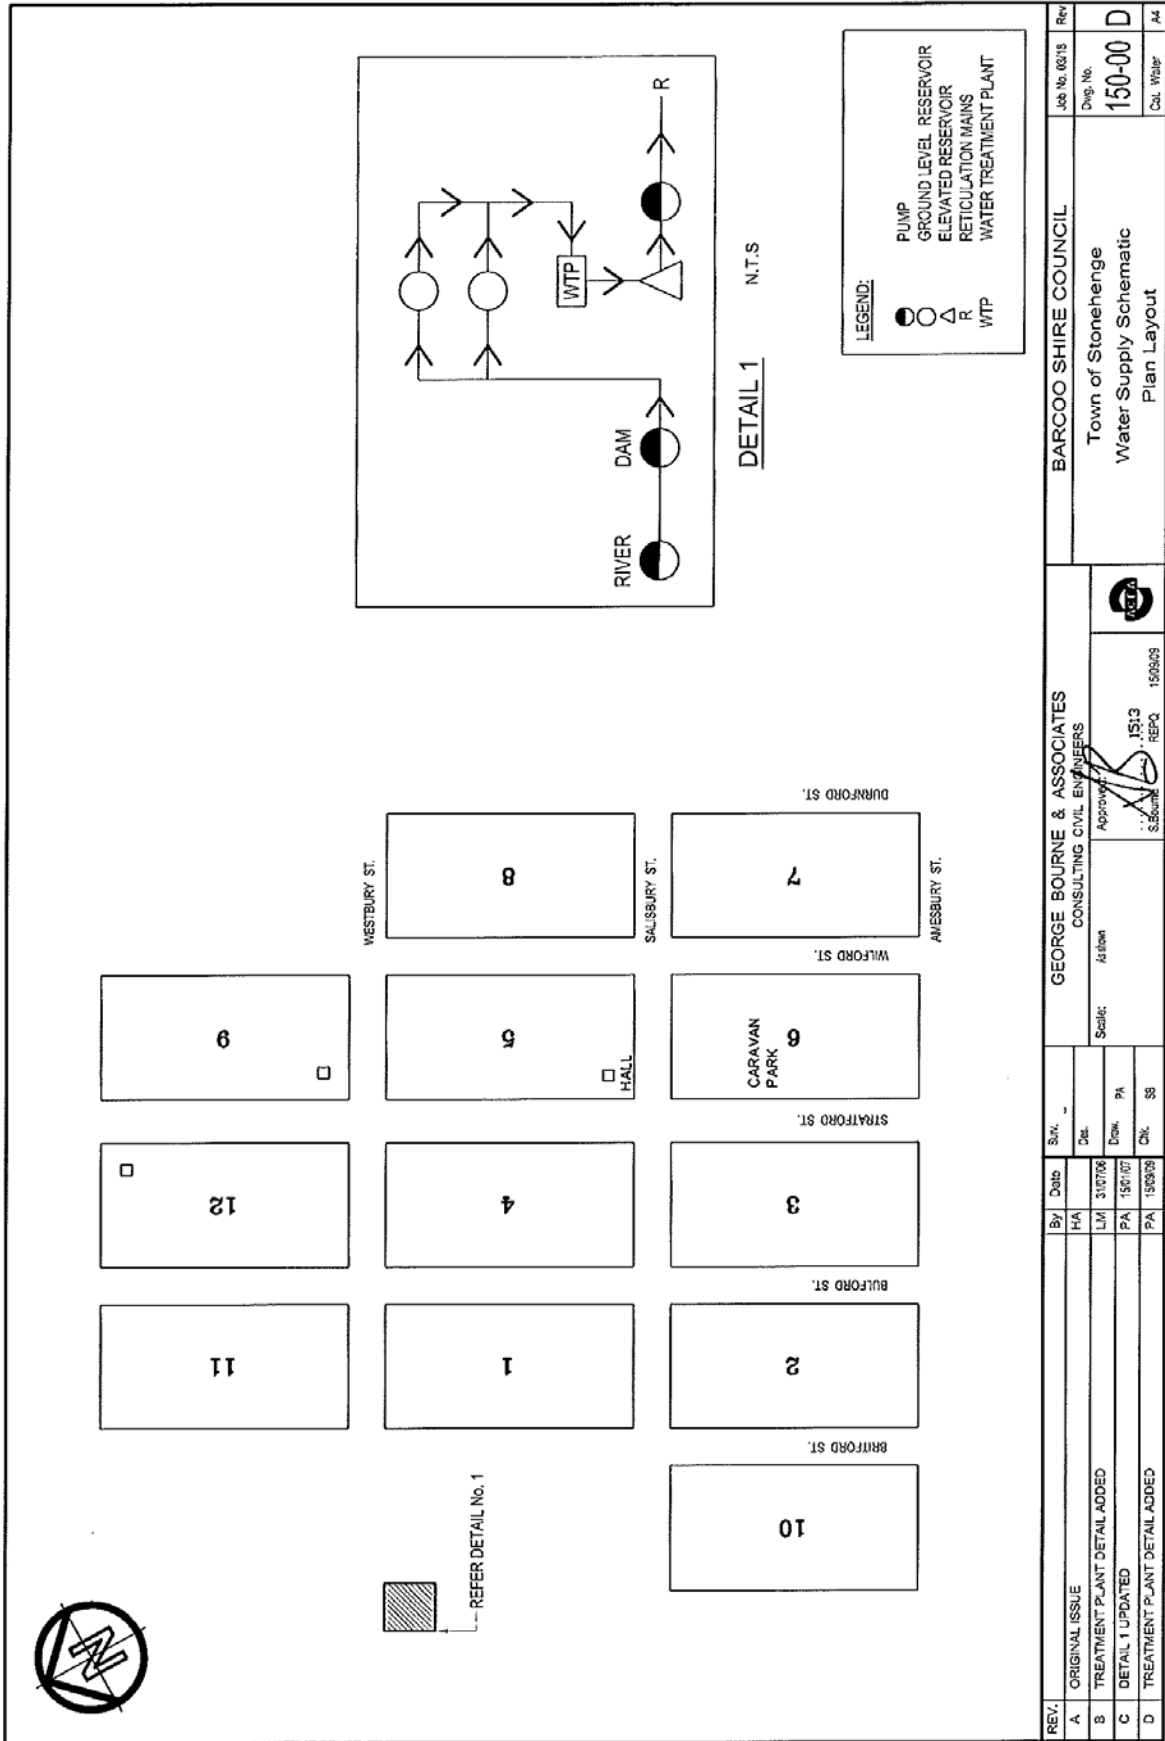 RIVER
DAM
WTP
R
DETAIL 1
N.T.S
LEGEND:
PUMP
GROUND LEVEL RESERVOIR
ELEVATED RESERVOIR
R RETICULATION MAINS
WTP WATER TREATMENT PLANT
N
REFER DETAIL No. 1
11
12
9
WESTBURY ST.
1
4
5
HALL
8
SALISBURY ST.
10
2
3
CARAVAN
PARK
6
7
AMESBURY ST.
BRITFORD ST.
BULFORD ST.
STRATFORD ST.
WILFORD ST.
DURNFORD ST.
REV. By Date
A ORIGINAL ISSUE HA
B TREATMENT PLANT DETAIL ADDED LM 31/07/06
C DETAIL 1 UPDATED PA 15/01/07
D TREATMENT PLANT DETAIL ADDED PA 15/09/09
Surv. --
Des.
Drow. PA
Chk. SB
GEORGE BOURNE & ASSOCIATES
CONSULTING CIVIL ENGINEERS
Scale: As shown
Approved:
1513
S.Bourne REPQ 15/09/09
ACEA
BARCOO SHIRE COUNCIL
Town of Stonehenge
Water Supply Schematic
Plan Layout
Job No. 03/18 Rev
Dwg. No.
150-00 D
Cat. Water A4